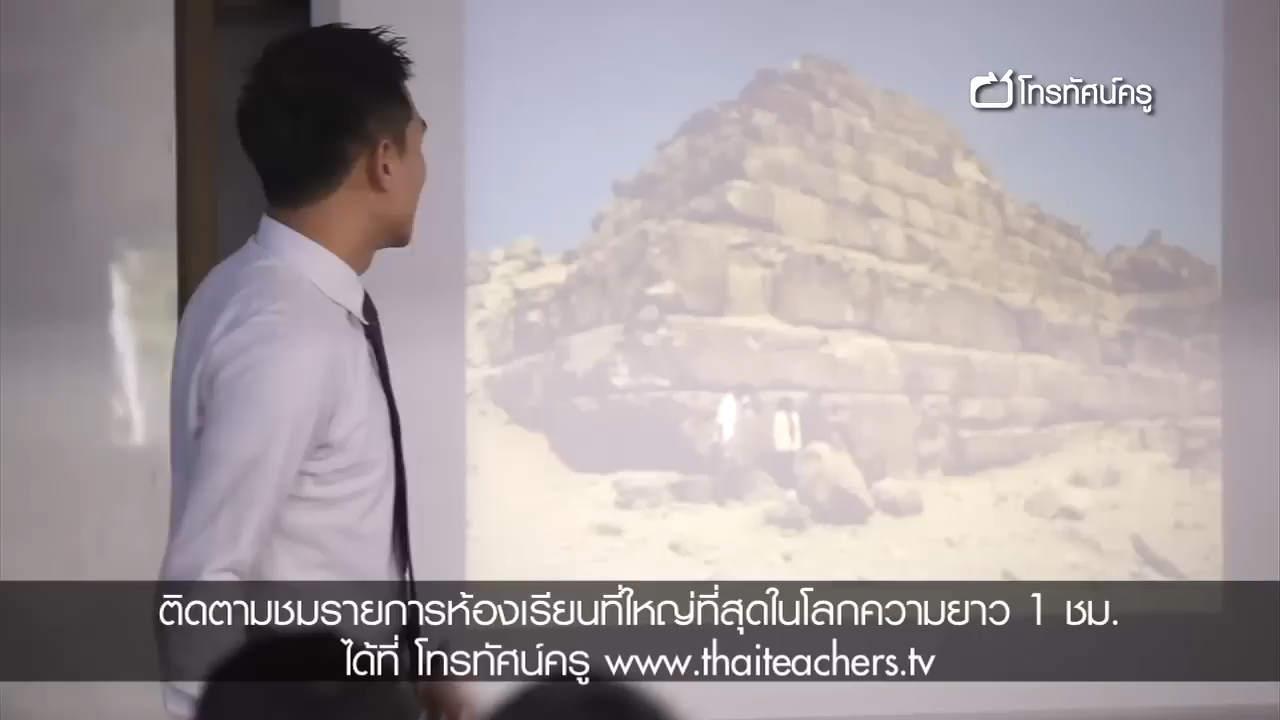 โทรทัศน์ครู
ติดตามชมรายการห้องเรียนที่ใหญ่ที่สุดในโลกความยาว 1 ชม.
ได้ที่ โทรทัศน์ครู www.thaiteachers.tv